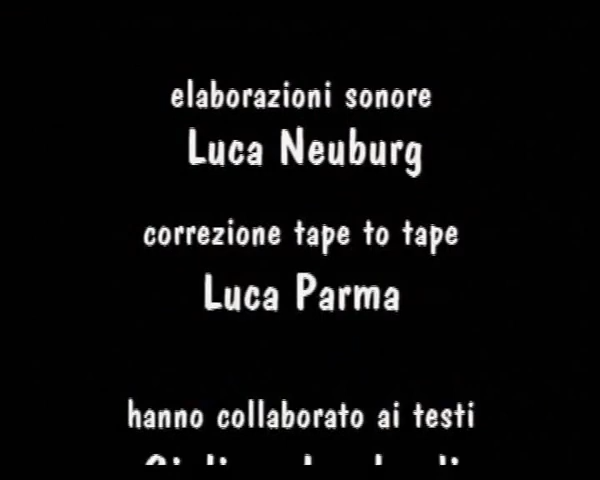 elaborazioni sonore
Luca Neuburg
correzione tape to tape
Luca Parma
hanno collaborato ai testi